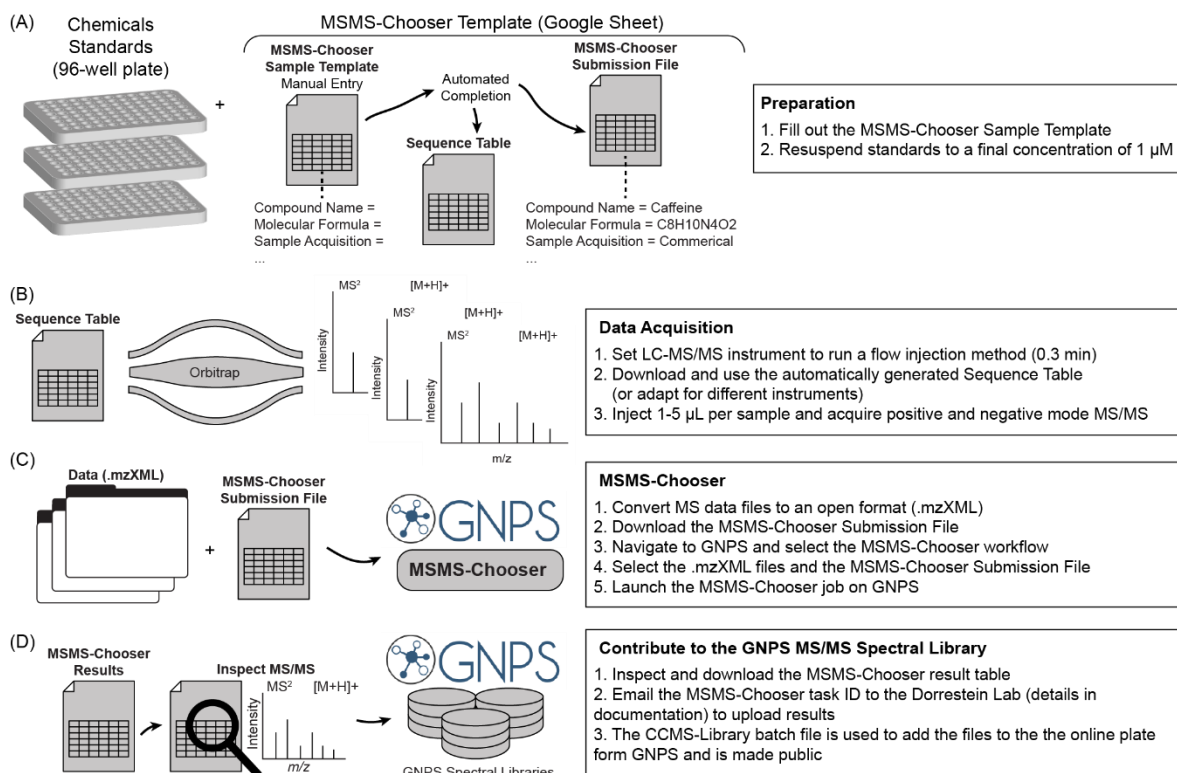 (A)
Chemicals
Standards
(96-well plate)
+
MSMS-Chooser Template (Google Sheet)
MSMS-Chooser
Sample Template
Manual Entry
Automated
Completion
MSMS-Chooser
Submission File
Sequence Table
Compound Name =
Molecular Formula =
Sample Acquisition =
...
Compound Name = Caffeine
Molecular Formula = C8H10N4O2
Sample Acquisition = Commerical
...
Preparation
1. Fill out the MSMS-Chooser Sample Template
2. Resuspend standards to a final concentration of 1 µM
(B)
Sequence Table
Orbitrap
MS² [M+H]+
Intensity
MS² [M+H]+
Intensity
MS² [M+H]+
Intensity
m/z
Data Acquisition
1. Set LC-MS/MS instrument to run a flow injection method (0.3 min)
2. Download and use the automatically generated Sequence Table
(or adapt for different instruments)
3. Inject 1-5 µL per sample and acquire positive and negative mode MS/MS
(C)
Data (.mzXML)
+
MSMS-Chooser
Submission File
GNPS
MSMS-Chooser
MSMS-Chooser
1. Convert MS data files to an open format (.mzXML)
2. Download the MSMS-Chooser Submission File
3. Navigate to GNPS and select the MSMS-Chooser workflow
4. Select the .mzXML files and the MSMS-Chooser Submission File
5. Launch the MSMS-Chooser job on GNPS
(D)
MSMS-Chooser
Results
Inspect MS/MS
MS² [M+H]+
Intensity
m/z
GNPS
GNPS Spectral Libraries
Contribute to the GNPS MS/MS Spectral Library
1. Inspect and download the MSMS-Chooser result table
2. Email the MSMS-Chooser task ID to the Dorrestein Lab (details in
documentation) to upload results
3. The CCMS-Library batch file is used to add the files to the the online plate
form GNPS and is made public